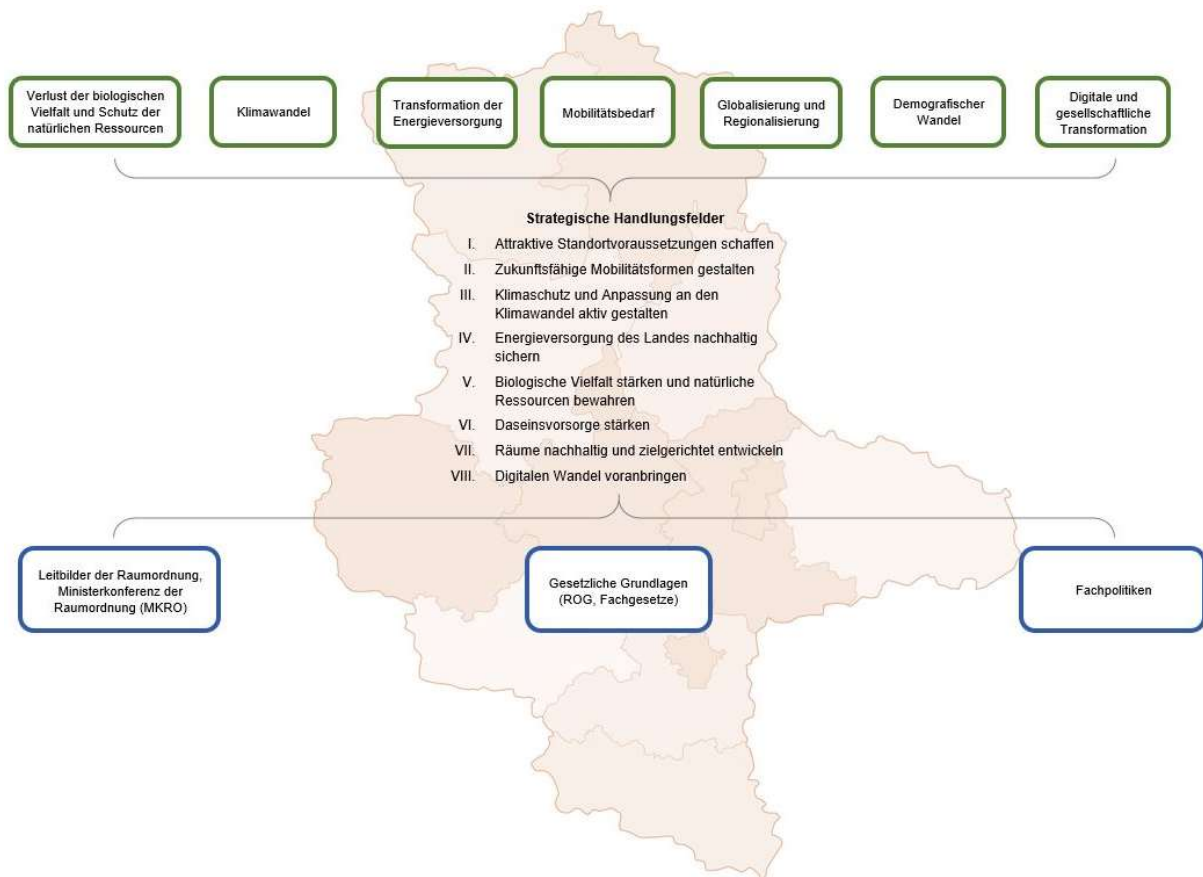 Verlust der biologischen
Vielfalt und Schutz der
natürlichen Ressourcen
Klimawandel
Transformation der
Energieversorgung
Mobilitätsbedarf
Globalisierung und
Regionalisierung
Demografischer
Wandel
Digitale und
gesellschaftliche
Transformation
Strategische Handlungsfelder
I. Attraktive Standortvoraussetzungen schaffen
II. Zukunftsfähige Mobilitätsformen gestalten
III. Klimaschutz und Anpassung an den
Klimawandel aktiv gestalten
IV. Energieversorgung des Landes nachhaltig
sichern
V. Biologische Vielfalt stärken und natürliche
Ressourcen bewahren
VI. Daseinsvorsorge stärken
VII. Räume nachhaltig und zielgerichtet entwickeln
VIII. Digitalen Wandel voranbringen
Leitbilder der Raumordnung,
Ministerkonferenz der
Raumordnung (MKRO)
Gesetzliche Grundlagen
(ROG, Fachgesetze)
Fachpolitiken